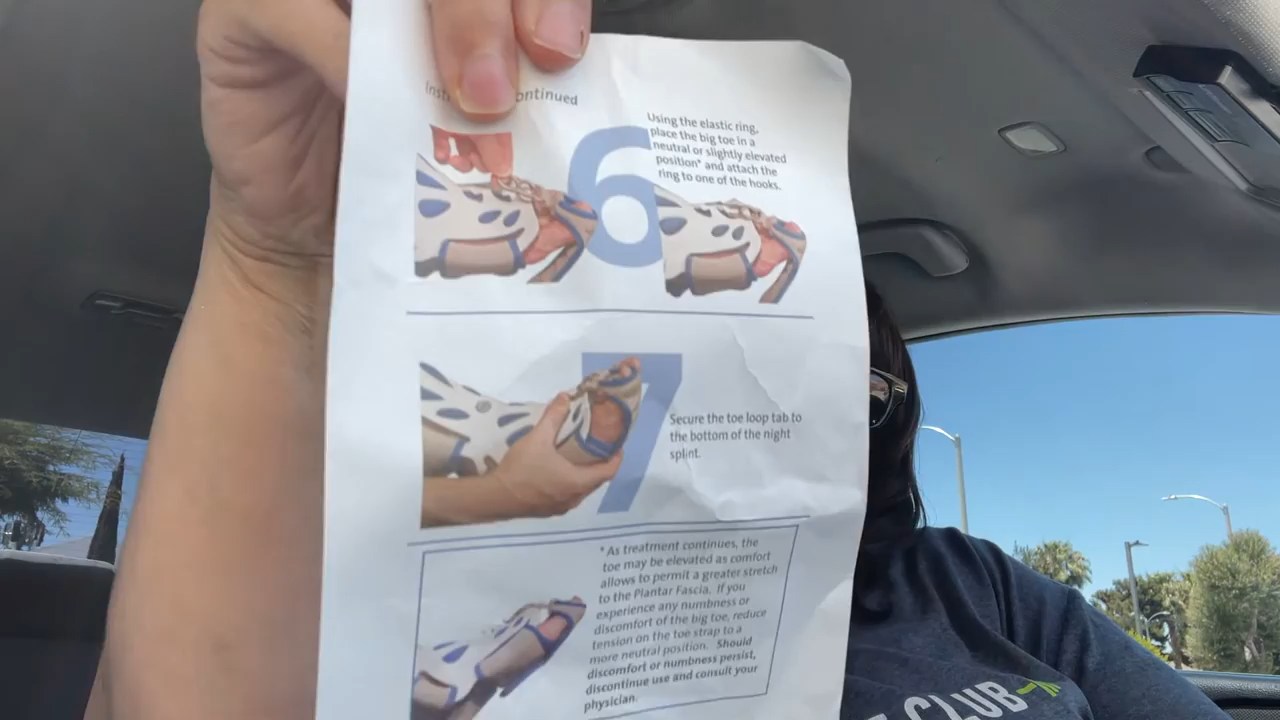 ontinued
6
Using the elastic ring,
place the big toe in a
neutral or slightly elevated
position* and attach the
ring to one of the hooks.
7
Secure the toe loop tab to
the bottom of the night
splint.
* As treatment continues, the
toe may be elevated as comfort
allows to permit a greater stretch
to the Plantar Fascia. If you
experience any numbness or
discomfort of the big toe, reduce
tension on the toe strap to a
more neutral position. Should
discomfort or numbness persist,
discontinue use and consult your
physician.
CLUB